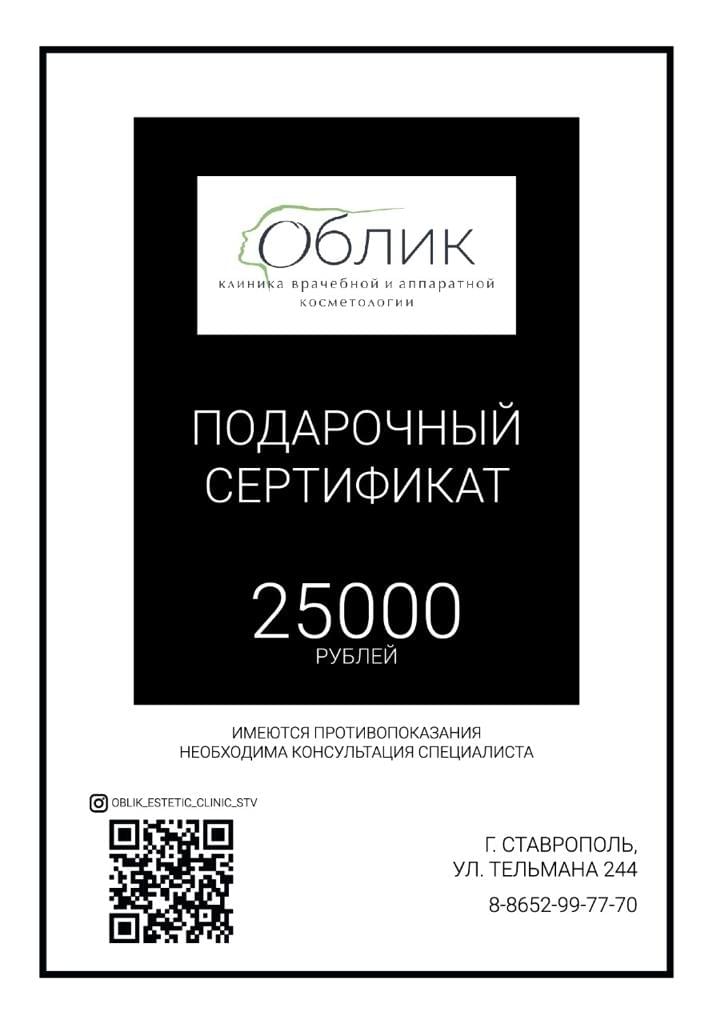 Облик
клиника врачебной и аппаратной
косметологии
ПОДАРОЧНЫЙ
СЕРТИФИКАТ
25000
РУБЛЕЙ
ИМЕЮТСЯ ПРОТИВОПОКАЗАНИЯ
НЕОБХОДИМА КОНСУЛЬТАЦИЯ СПЕЦИАЛИСТА
OBLIK_ESTETIC_CLINIC_STV
Г. СТАВРОПОЛЬ,
УЛ. ТЕЛЬМАНА 244
8-8652-99-77-70